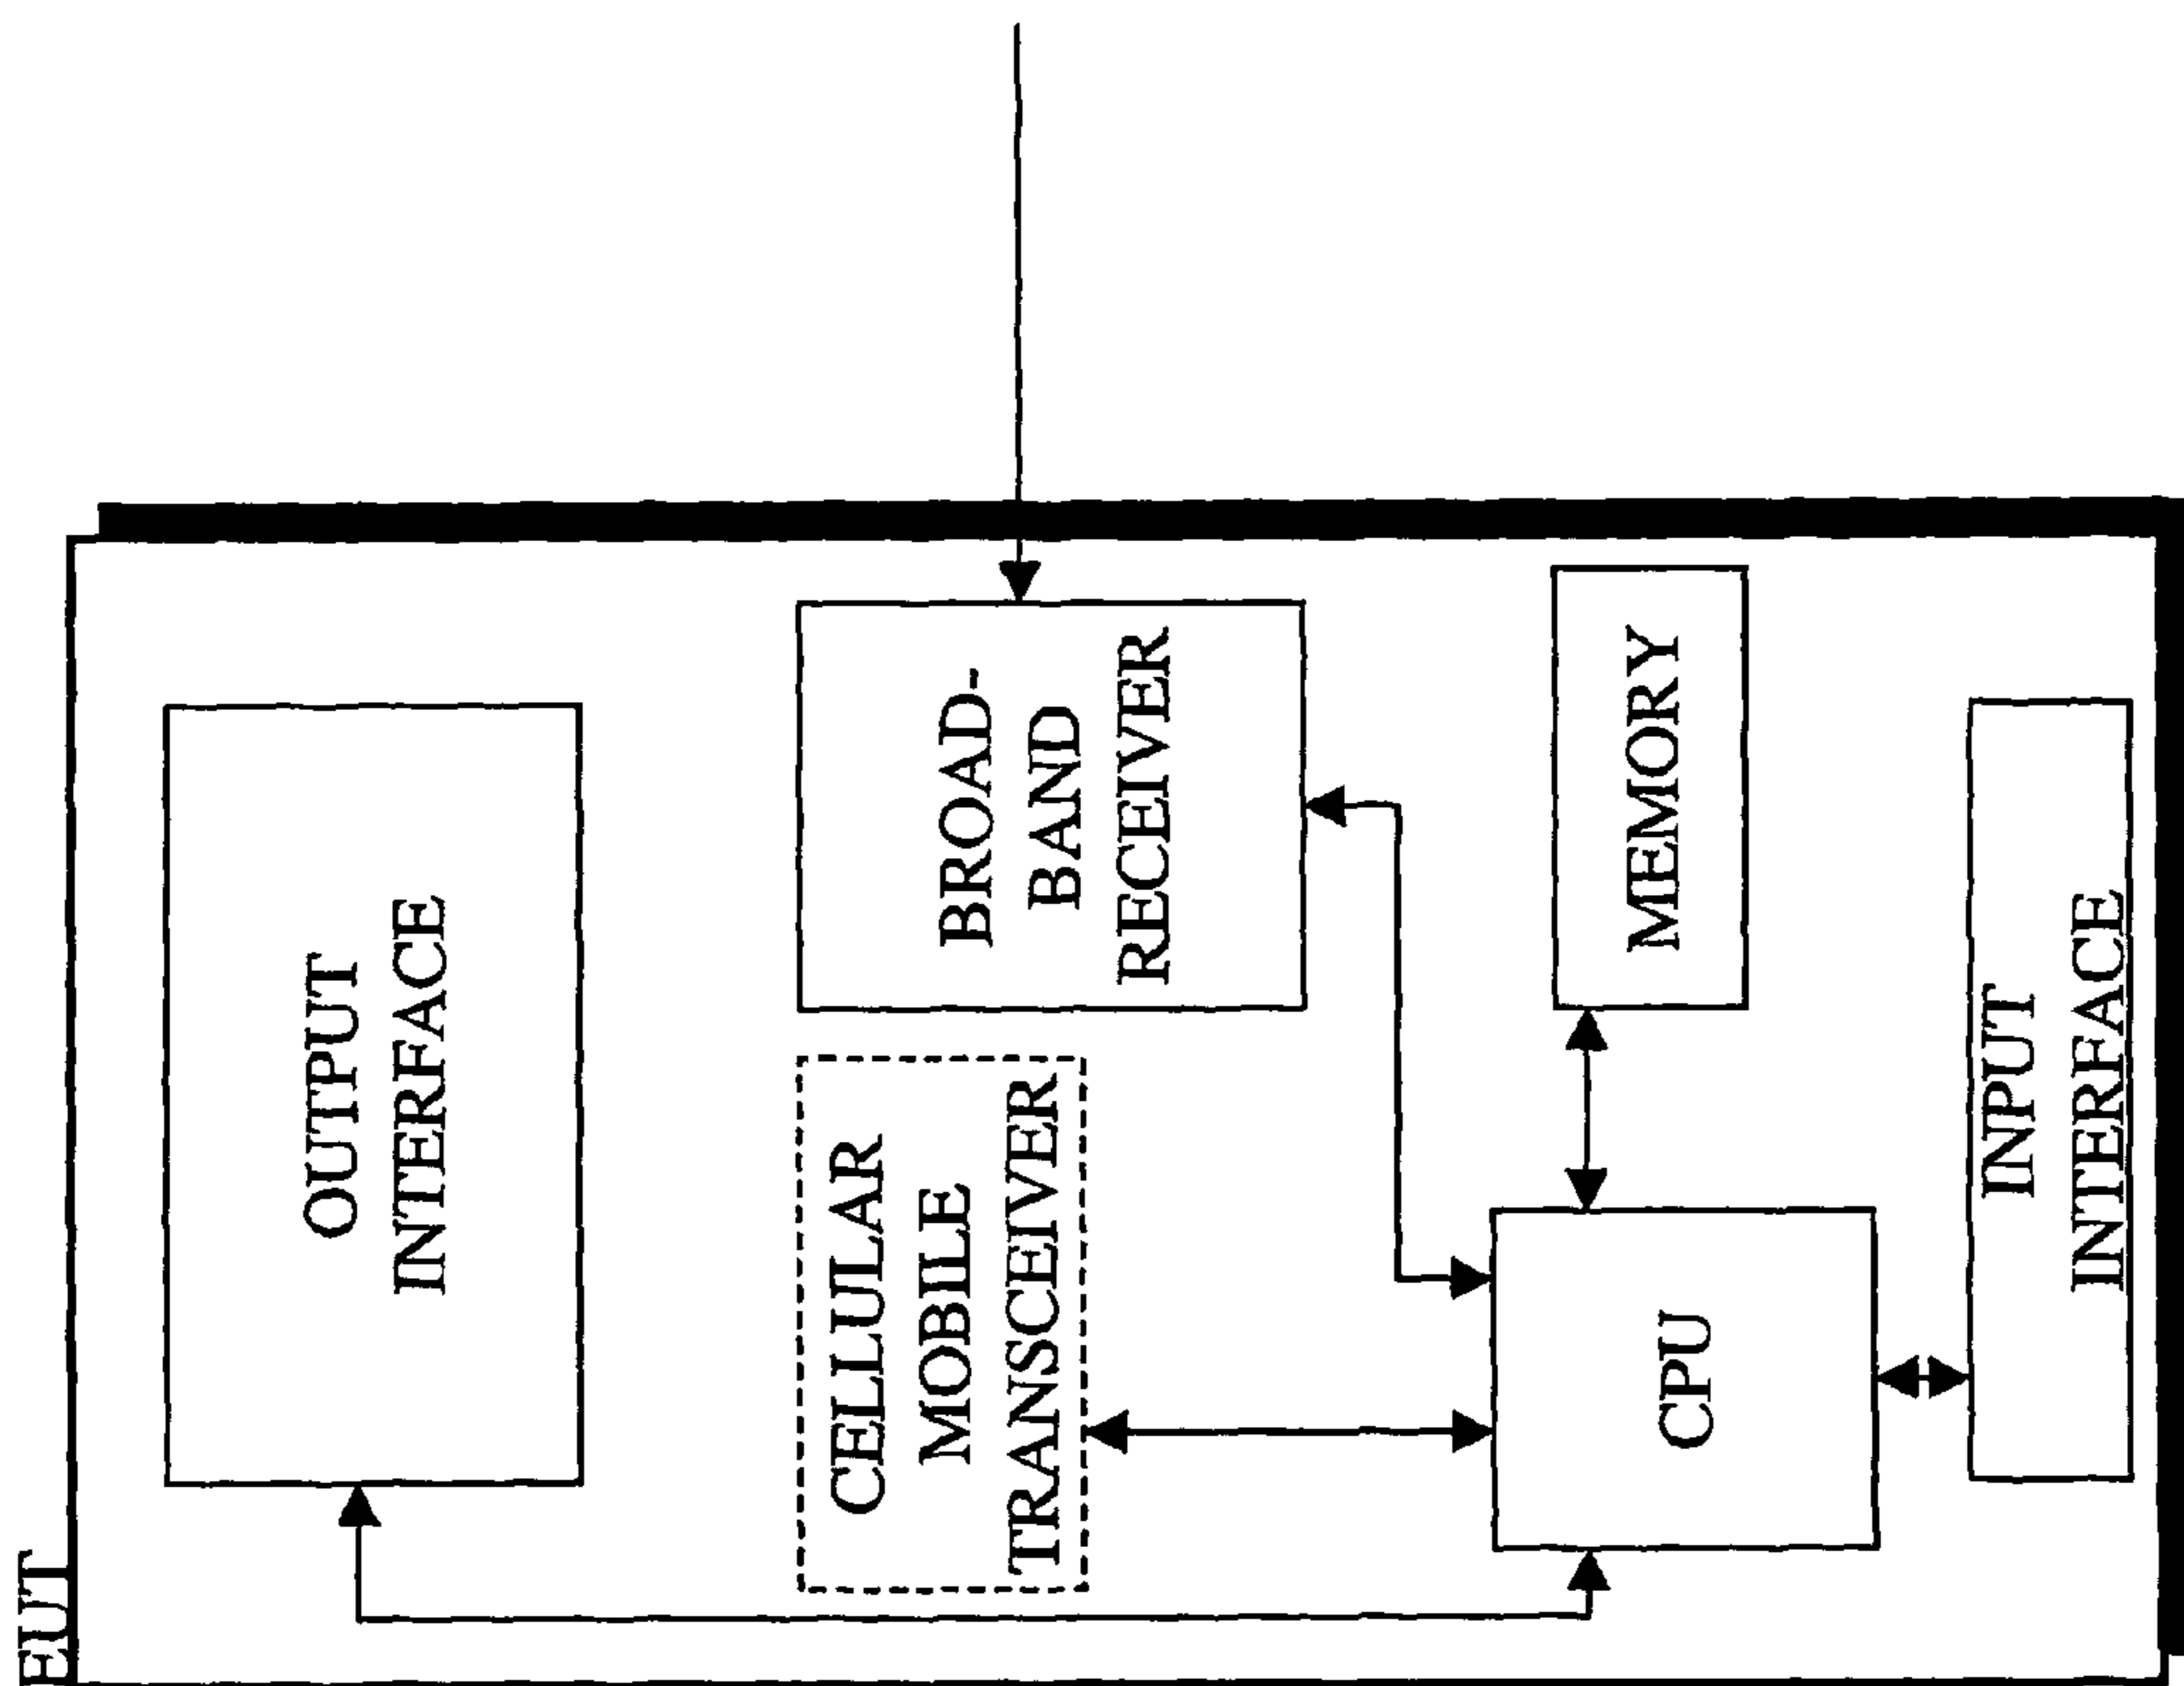 EUT
OUTPUT
INTERFACE
CELLULAR
MOBILE
TRANSCEIVER
BROAD-
BAND
RECEIVER
CPU
MEMORY
INPUT
INTERFACE